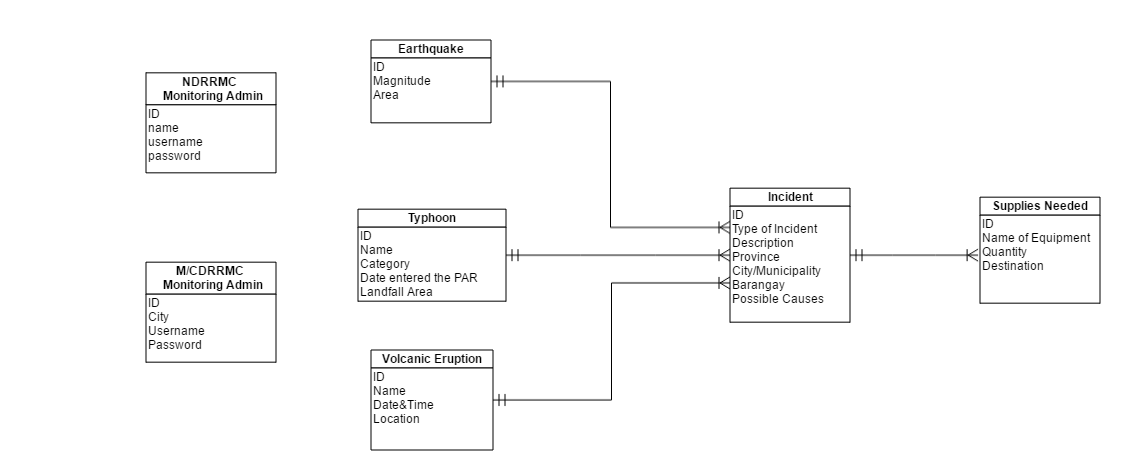 NDRRMC
Monitoring Admin
ID
name
username
password
M/CDRRMC
Monitoring Admin
ID
City
Username
Password
Earthquake
ID
Magnitude
Area
Typhoon
ID
Name
Category
Date entered the PAR
Landfall Area
Volcanic Eruption
ID
Name
Date&Time
Location
Incident
ID
Type of Incident
Description
Province
City/Municipality
Barangay
Possible Causes
Supplies Needed
ID
Name of Equipment
Quantity
Destination